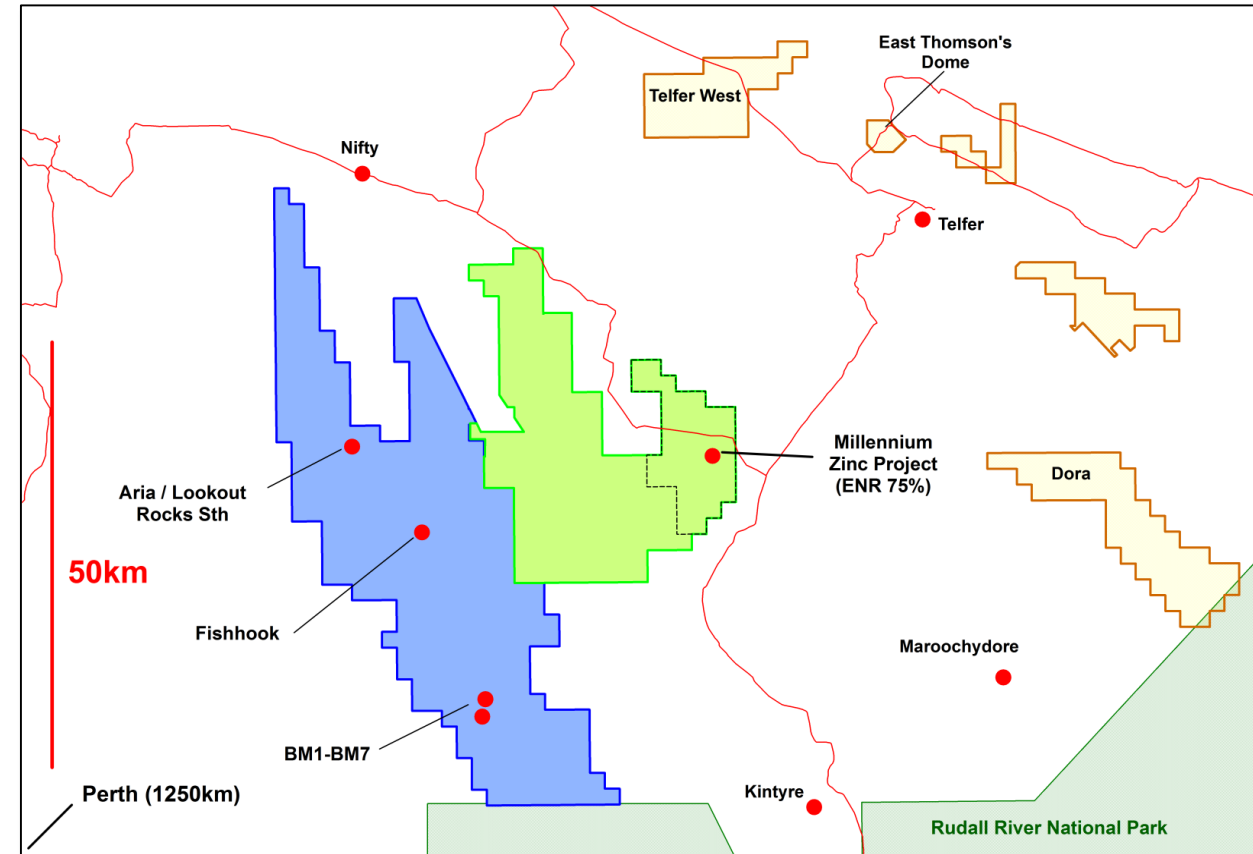 East Thomson's
Dome
Telfer West
Nifty
Telfer
Millennium
Zinc Project
(ENR 75%)
Dora
Aria / Lookout
Rocks Sth
50km
Fishhook
Maroochydore
BM1-BM7
Perth (1250km)
Kintyre
Rudall River National Park